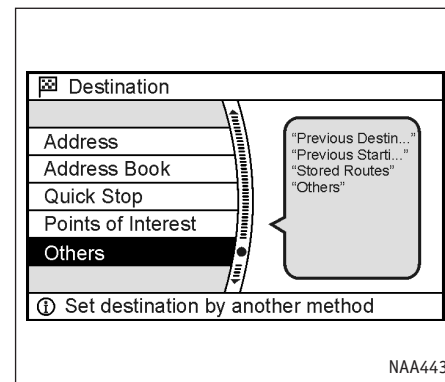 Destination
Address
Address Book
Quick Stop
Points of Interest
Others
“Previous Destin...”
“Previous Starti...”
“Stored Routes”
“Others”
Set destination by another method
NAA443